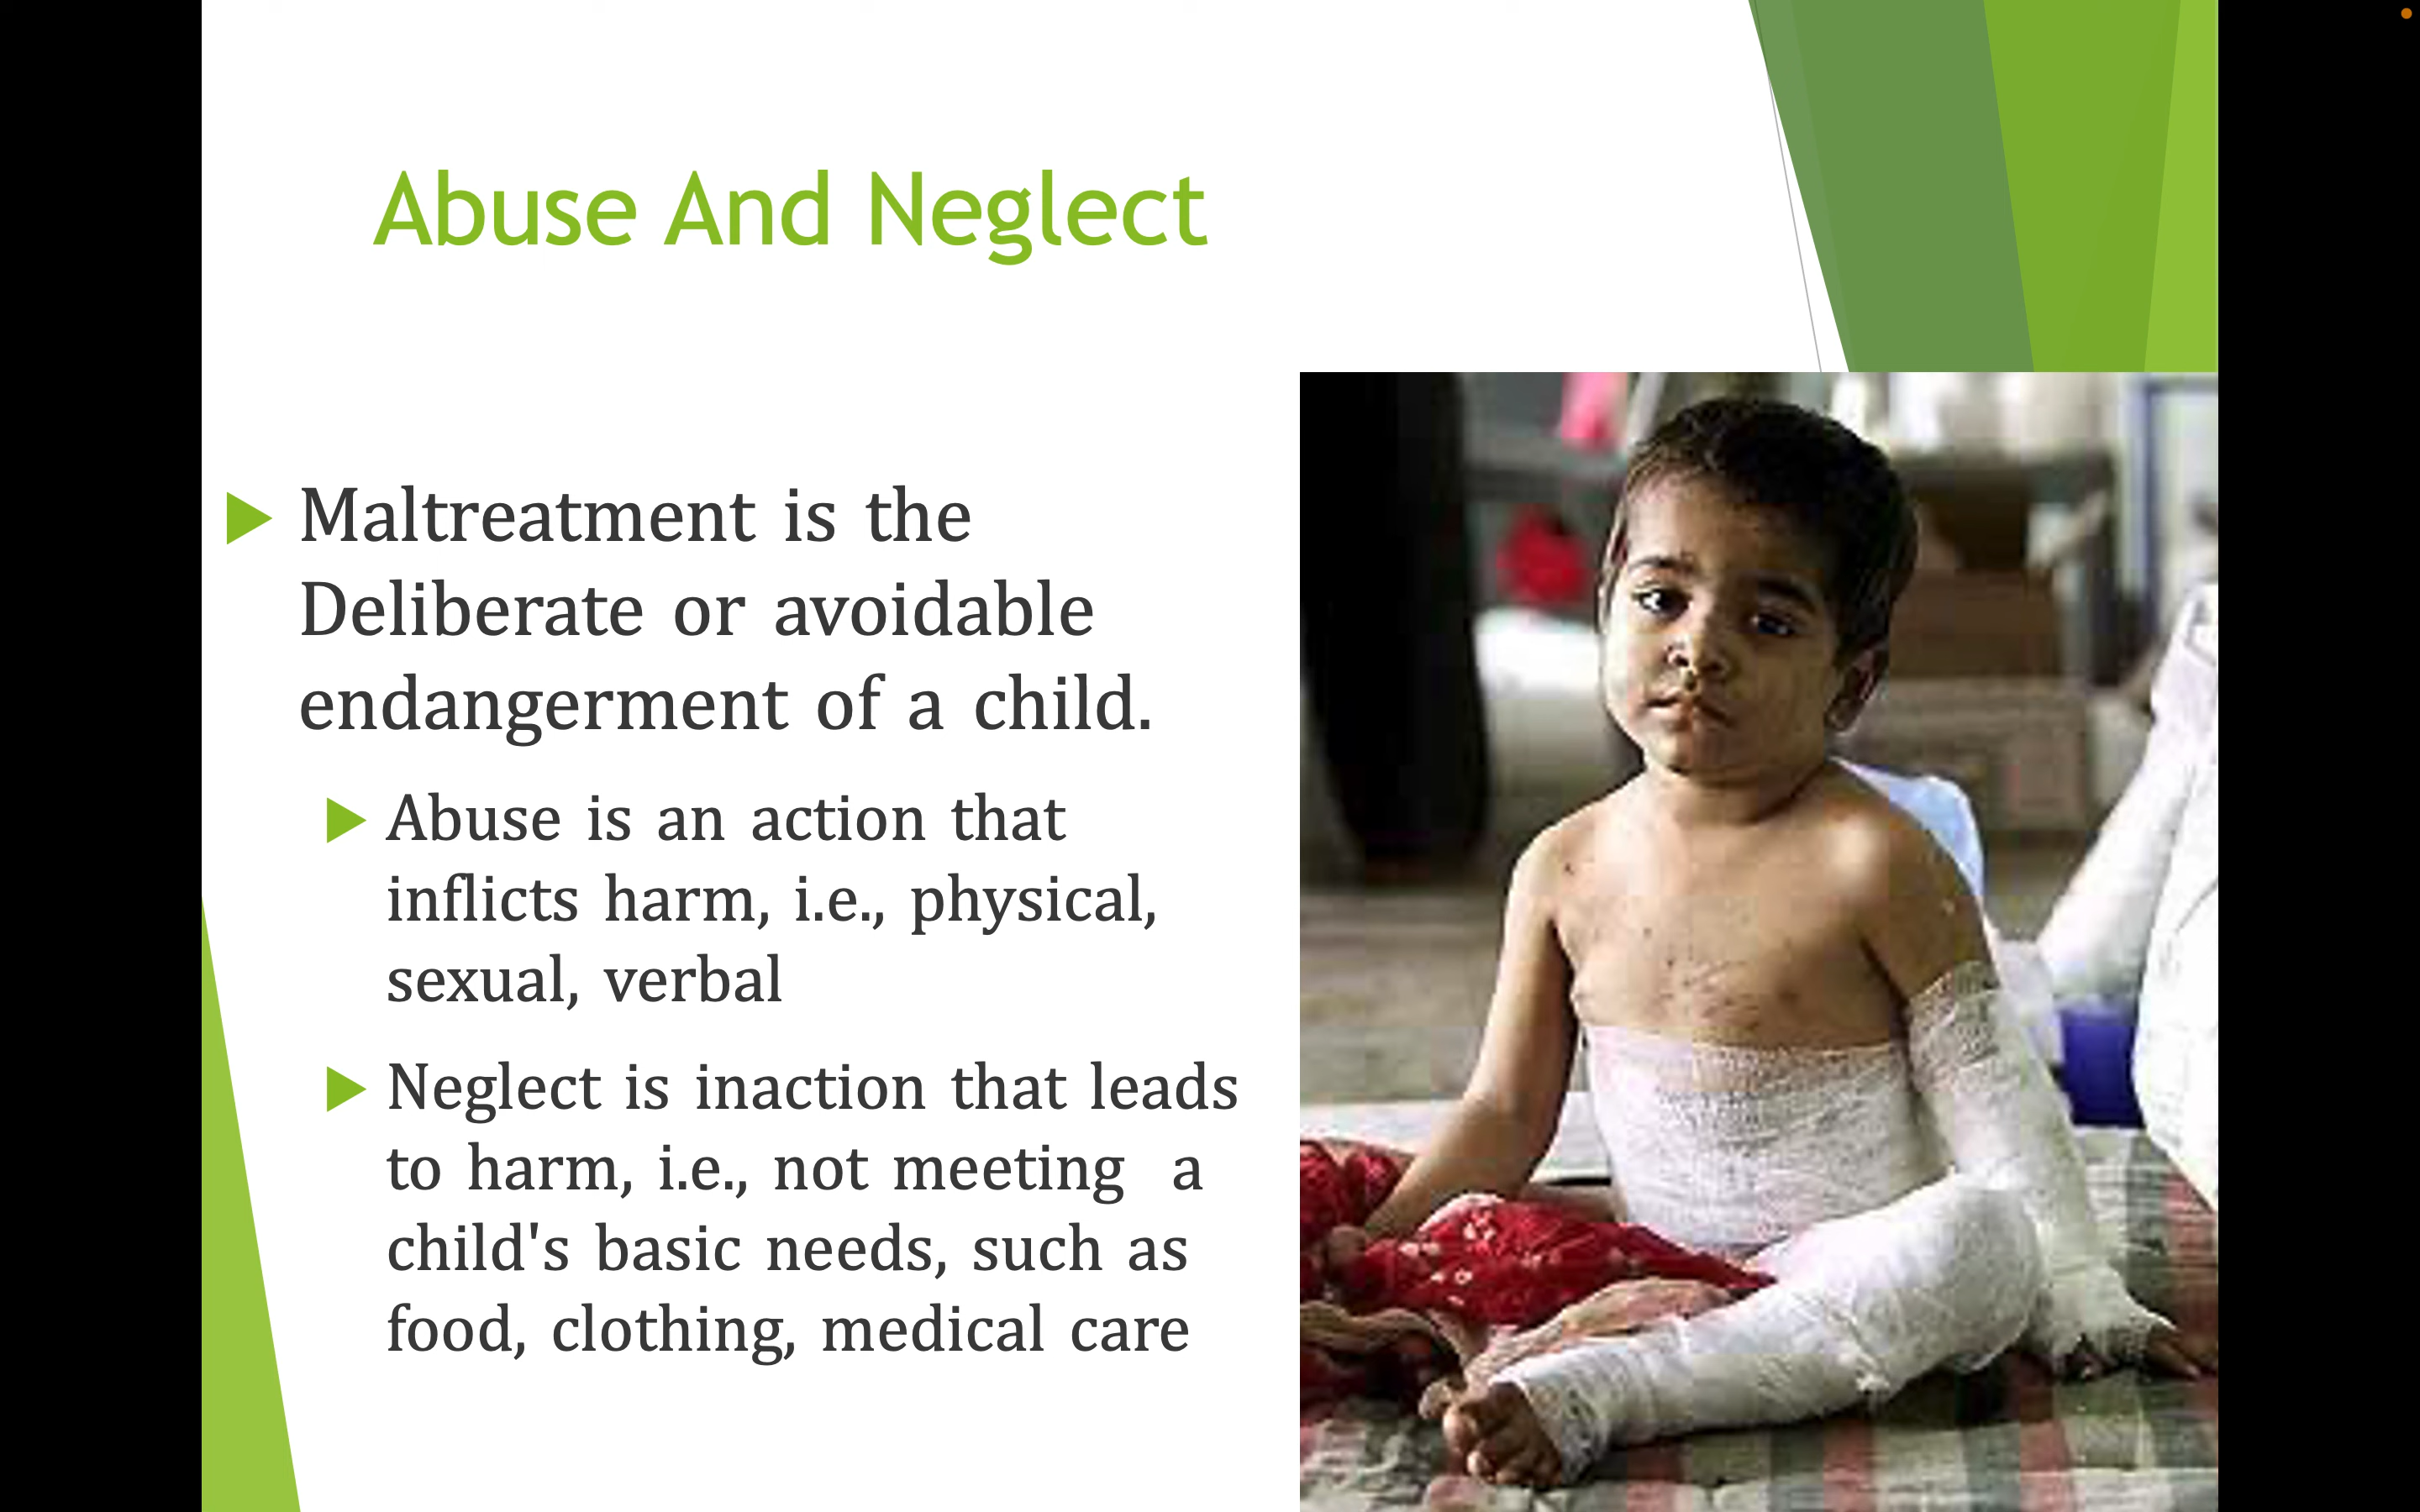 Abuse And Neglect
Maltreatment is the
Deliberate or avoidable
endangerment of a child.
Abuse is an action that
inflicts harm, i.e., physical,
sexual, verbal
Neglect is inaction that leads
to harm, i.e., not meeting a
child's basic needs, such as
food, clothing, medical care